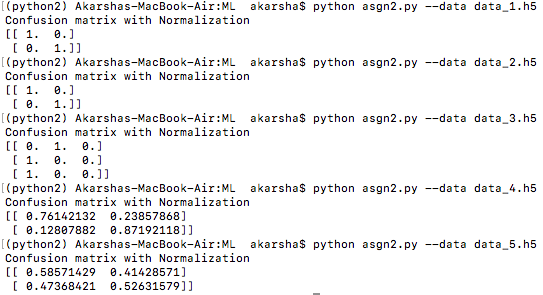 [(python2) Akarshas-MacBook-Air:ML  akarsha$ python asgn2.py --data data_1.h5
Confusion matrix with Normalization
[[ 1.  0.]
 [ 0.  1.]]
[(python2) Akarshas-MacBook-Air:ML  akarsha$ python asgn2.py --data data_2.h5
Confusion matrix with Normalization
[[ 1.  0.]
 [ 0.  1.]]
[(python2) Akarshas-MacBook-Air:ML  akarsha$ python asgn2.py --data data_3.h5
Confusion matrix with Normalization
[[ 0.  1.  0.]
 [ 1.  0.  0.]
 [ 1.  0.  0.]]
[(python2) Akarshas-MacBook-Air:ML  akarsha$ python asgn2.py --data data_4.h5
Confusion matrix with Normalization
[[ 0.76142132  0.23857868]
 [ 0.12807882  0.87192118]]
[(python2) Akarshas-MacBook-Air:ML  akarsha$ python asgn2.py --data data_5.h5
Confusion matrix with Normalization
[[ 0.58571429  0.41428571]
 [ 0.47368421  0.52631579]]